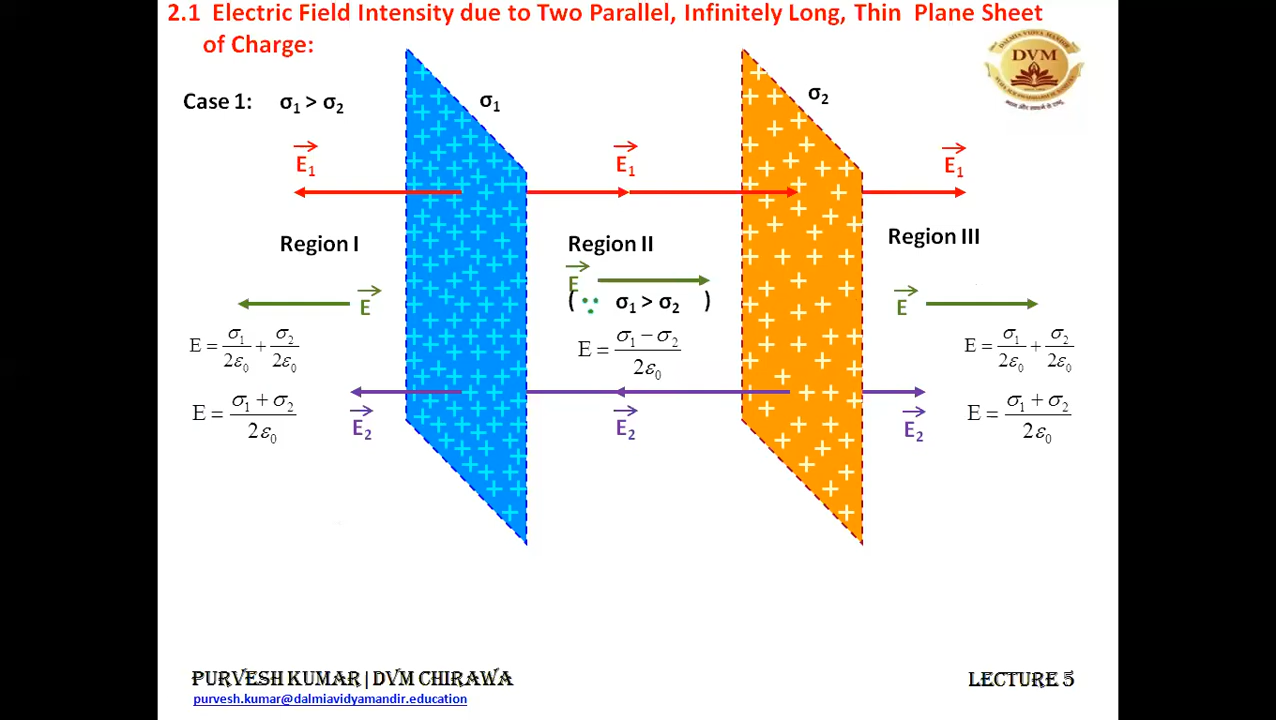 2.1 Electric Field Intensity due to Two Parallel, Infinitely Long, Thin Plane Sheet
of Charge:
DVM
Case 1: σ₁ > σ₂
σ₁
σ₂
E₁
E₁
E₁
Region I
Region II
Region III
E
E
E
( ∵ σ₁ > σ₂ )
E = σ₁/2ε₀ + σ₂/2ε₀
E = (σ₁ − σ₂)/2ε₀
E = σ₁/2ε₀ + σ₂/2ε₀
E = (σ₁ + σ₂)/2ε₀
E = (σ₁ + σ₂)/2ε₀
E₂
E₂
E₂
PURVESH KUMAR | DVM CHIRAWA
LECTURE 5
purvesh.kumar@dalmiavidyamandir.education